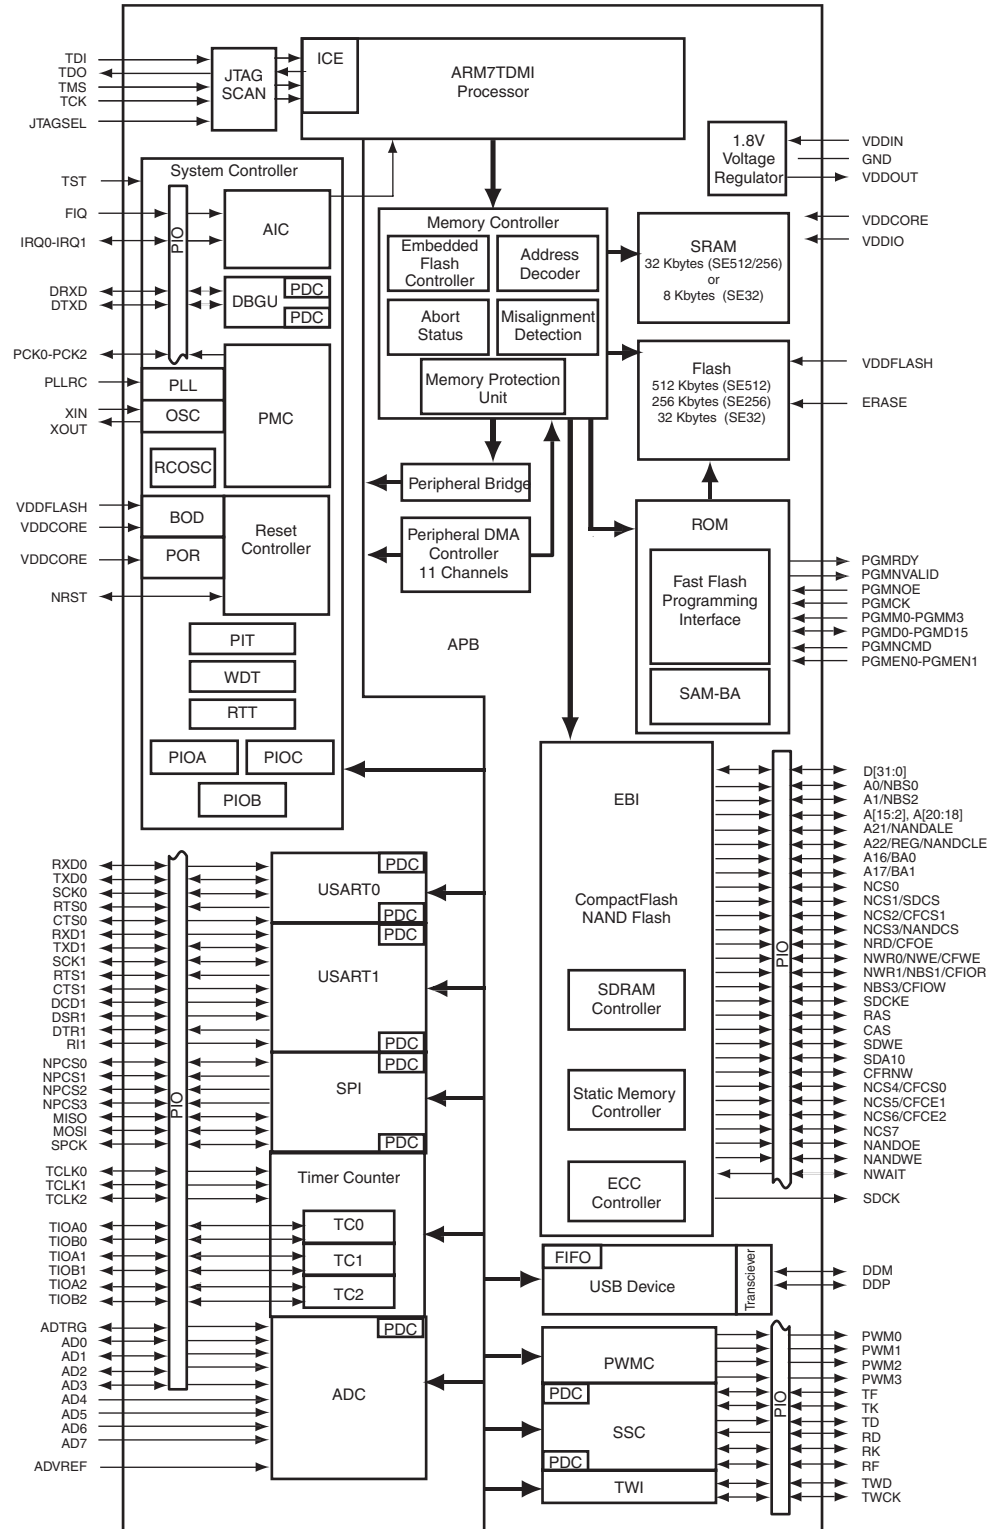 TDI
TDO
TMS
TCK
JTAGSEL
JTAG
SCAN
ICE
ARM7TDMI
Processor
1.8V
Voltage
Regulator
VDDIN
GND
VDDOUT
VDDCORE
VDDIO
System Controller
TST
FIQ
IRQ0-IRQ1
PIO
AIC
DRXD
DTXD
DBGU
PDC
PDC
PCK0-PCK2
PLLRC
PLL
XIN
XOUT
OSC
PMC
RCOSC
VDDFLASH
VDDCORE
BOD
VDDCORE
POR
Reset
Controller
NRST
PIT
WDT
RTT
PIOA
PIOC
PIOB
Memory Controller
Embedded
Flash
Controller
Address
Decoder
Abort
Status
Misalignment
Detection
Memory Protection
Unit
Peripheral Bridge
Peripheral DMA
Controller
11 Channels
APB
SRAM
32 Kbytes (SE512/256)
or
8 Kbytes (SE32)
Flash
512 Kbytes (SE512)
256 Kbytes (SE256)
32 Kbytes (SE32)
VDDFLASH
ERASE
ROM
Fast Flash
Programming
Interface
SAM-BA
PGMRDY
PGMNVALID
PGMNOE
PGMCK
PGMM0-PGMM3
PGMD0-PGMD15
PGMNCMD
PGMEN0-PGMEN1
EBI
CompactFlash
NAND Flash
SDRAM
Controller
Static Memory
Controller
ECC
Controller
PIO
D[31:0]
A0/NBS0
A1/NBS2
A[15:2], A[20:18]
A21/NANDALE
A22/REG/NANDCLE
A16/BA0
A17/BA1
NCS0
NCS1/SDCS
NCS2/CFCS1
NCS3/NANDCS
NRD/CFOE
NWR0/NWE/CFWE
NWR1/NBS1/CFIOR
NBS3/CFIOW
SDCKE
RAS
CAS
SDWE
SDA10
CFRNW
NCS4/CFCS0
NCS5/CFCE1
NCS6/CFCE2
NCS7
NANDOE
NANDWE
NWAIT
SDCK
RXD0
TXD0
SCK0
RTS0
CTS0
RXD1
TXD1
SCK1
RTS1
CTS1
DCD1
DSR1
DTR1
RI1
NPCS0
NPCS1
NPCS2
NPCS3
MISO
MOSI
SPCK
TCLK0
TCLK1
TCLK2
TIOA0
TIOB0
TIOA1
TIOB1
TIOA2
TIOB2
ADTRG
AD0
AD1
AD2
AD3
AD4
AD5
AD6
AD7
ADVREF
PIO
PDC
USART0
PDC
PDC
USART1
PDC
PDC
SPI
PDC
Timer Counter
TC0
TC1
TC2
PDC
ADC
FIFO
USB Device
Transciever
DDM
DDP
PWMC
PDC
SSC
PDC
TWI
PIO
PWM0
PWM1
PWM2
PWM3
TF
TK
TD
RD
RK
RF
TWD
TWCK